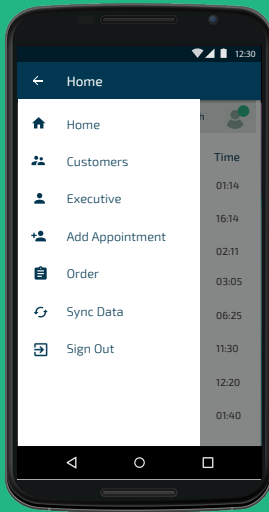 12:30
Home
Home
Customers
Executive
Add Appointment
Order
Sync Data
Sign Out
h
Time
01:14
16:14
02:11
03:05
06:25
11:30
12:20
01:40